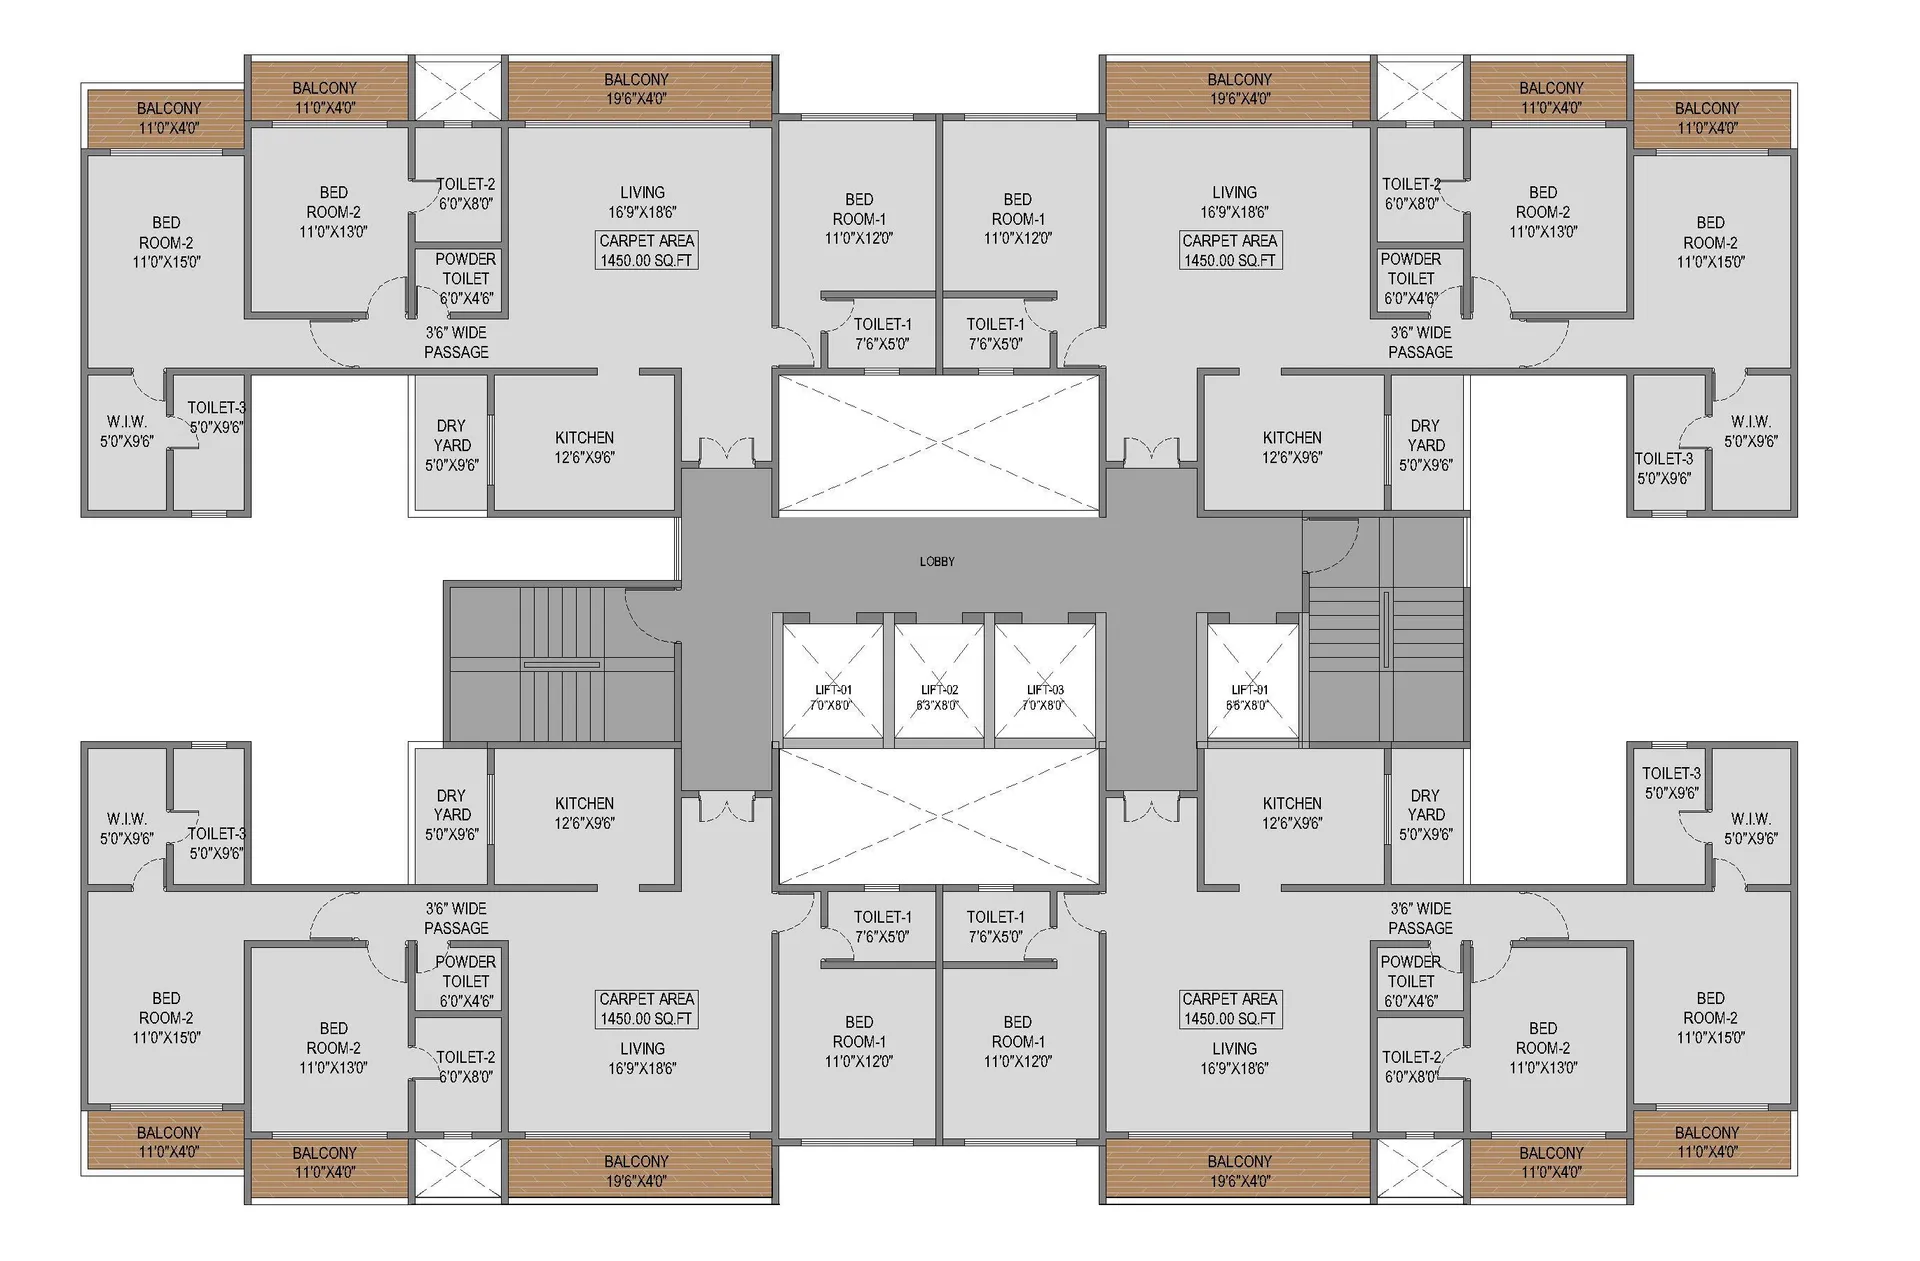 BALCONY
11'0"X4'0"
BALCONY
11'0"X4'0"
BALCONY
19'6"X4'0"
BALCONY
19'6"X4'0"
BALCONY
11'0"X4'0"
BALCONY
11'0"X4'0"
BED
ROOM-2
11'0"X15'0"
BED
ROOM-2
11'0"X13'0"
TOILET-2
6'0"X8'0"
POWDER
TOILET
6'0"X4'6"
LIVING
16'9"X18'6"
CARPET AREA
1450.00 SQ.FT
BED
ROOM-1
11'0"X12'0"
BED
ROOM-1
11'0"X12'0"
LIVING
16'9"X18'6"
CARPET AREA
1450.00 SQ.FT
TOILET-2
6'0"X8'0"
POWDER
TOILET
6'0"X4'6"
BED
ROOM-2
11'0"X13'0"
BED
ROOM-2
11'0"X15'0"
3'6" WIDE
PASSAGE
TOILET-1
7'6"X5'0"
TOILET-1
7'6"X5'0"
3'6" WIDE
PASSAGE
W.I.W.
5'0"X9'6"
TOILET-3
5'0"X9'6"
DRY
YARD
5'0"X9'6"
KITCHEN
12'6"X9'6"
KITCHEN
12'6"X9'6"
DRY
YARD
5'0"X9'6"
TOILET-3
5'0"X9'6"
W.I.W.
5'0"X9'6"
LOBBY
LIFT-01
7'0"X8'0"
LIFT-02
6'3"X8'0"
LIFT-03
7'0"X8'0"
LIFT-01
6'6"X8'0"
W.I.W.
5'0"X9'6"
TOILET-3
5'0"X9'6"
DRY
YARD
5'0"X9'6"
KITCHEN
12'6"X9'6"
KITCHEN
12'6"X9'6"
DRY
YARD
5'0"X9'6"
TOILET-3
5'0"X9'6"
W.I.W.
5'0"X9'6"
3'6" WIDE
PASSAGE
TOILET-1
7'6"X5'0"
TOILET-1
7'6"X5'0"
3'6" WIDE
PASSAGE
BED
ROOM-2
11'0"X15'0"
BED
ROOM-2
11'0"X13'0"
POWDER
TOILET
6'0"X4'6"
TOILET-2
6'0"X8'0"
CARPET AREA
1450.00 SQ.FT
LIVING
16'9"X18'6"
BED
ROOM-1
11'0"X12'0"
BED
ROOM-1
11'0"X12'0"
CARPET AREA
1450.00 SQ.FT
LIVING
16'9"X18'6"
POWDER
TOILET
6'0"X4'6"
TOILET-2
6'0"X8'0"
BED
ROOM-2
11'0"X13'0"
BED
ROOM-2
11'0"X15'0"
BALCONY
11'0"X4'0"
BALCONY
11'0"X4'0"
BALCONY
19'6"X4'0"
BALCONY
19'6"X4'0"
BALCONY
11'0"X4'0"
BALCONY
11'0"X4'0"